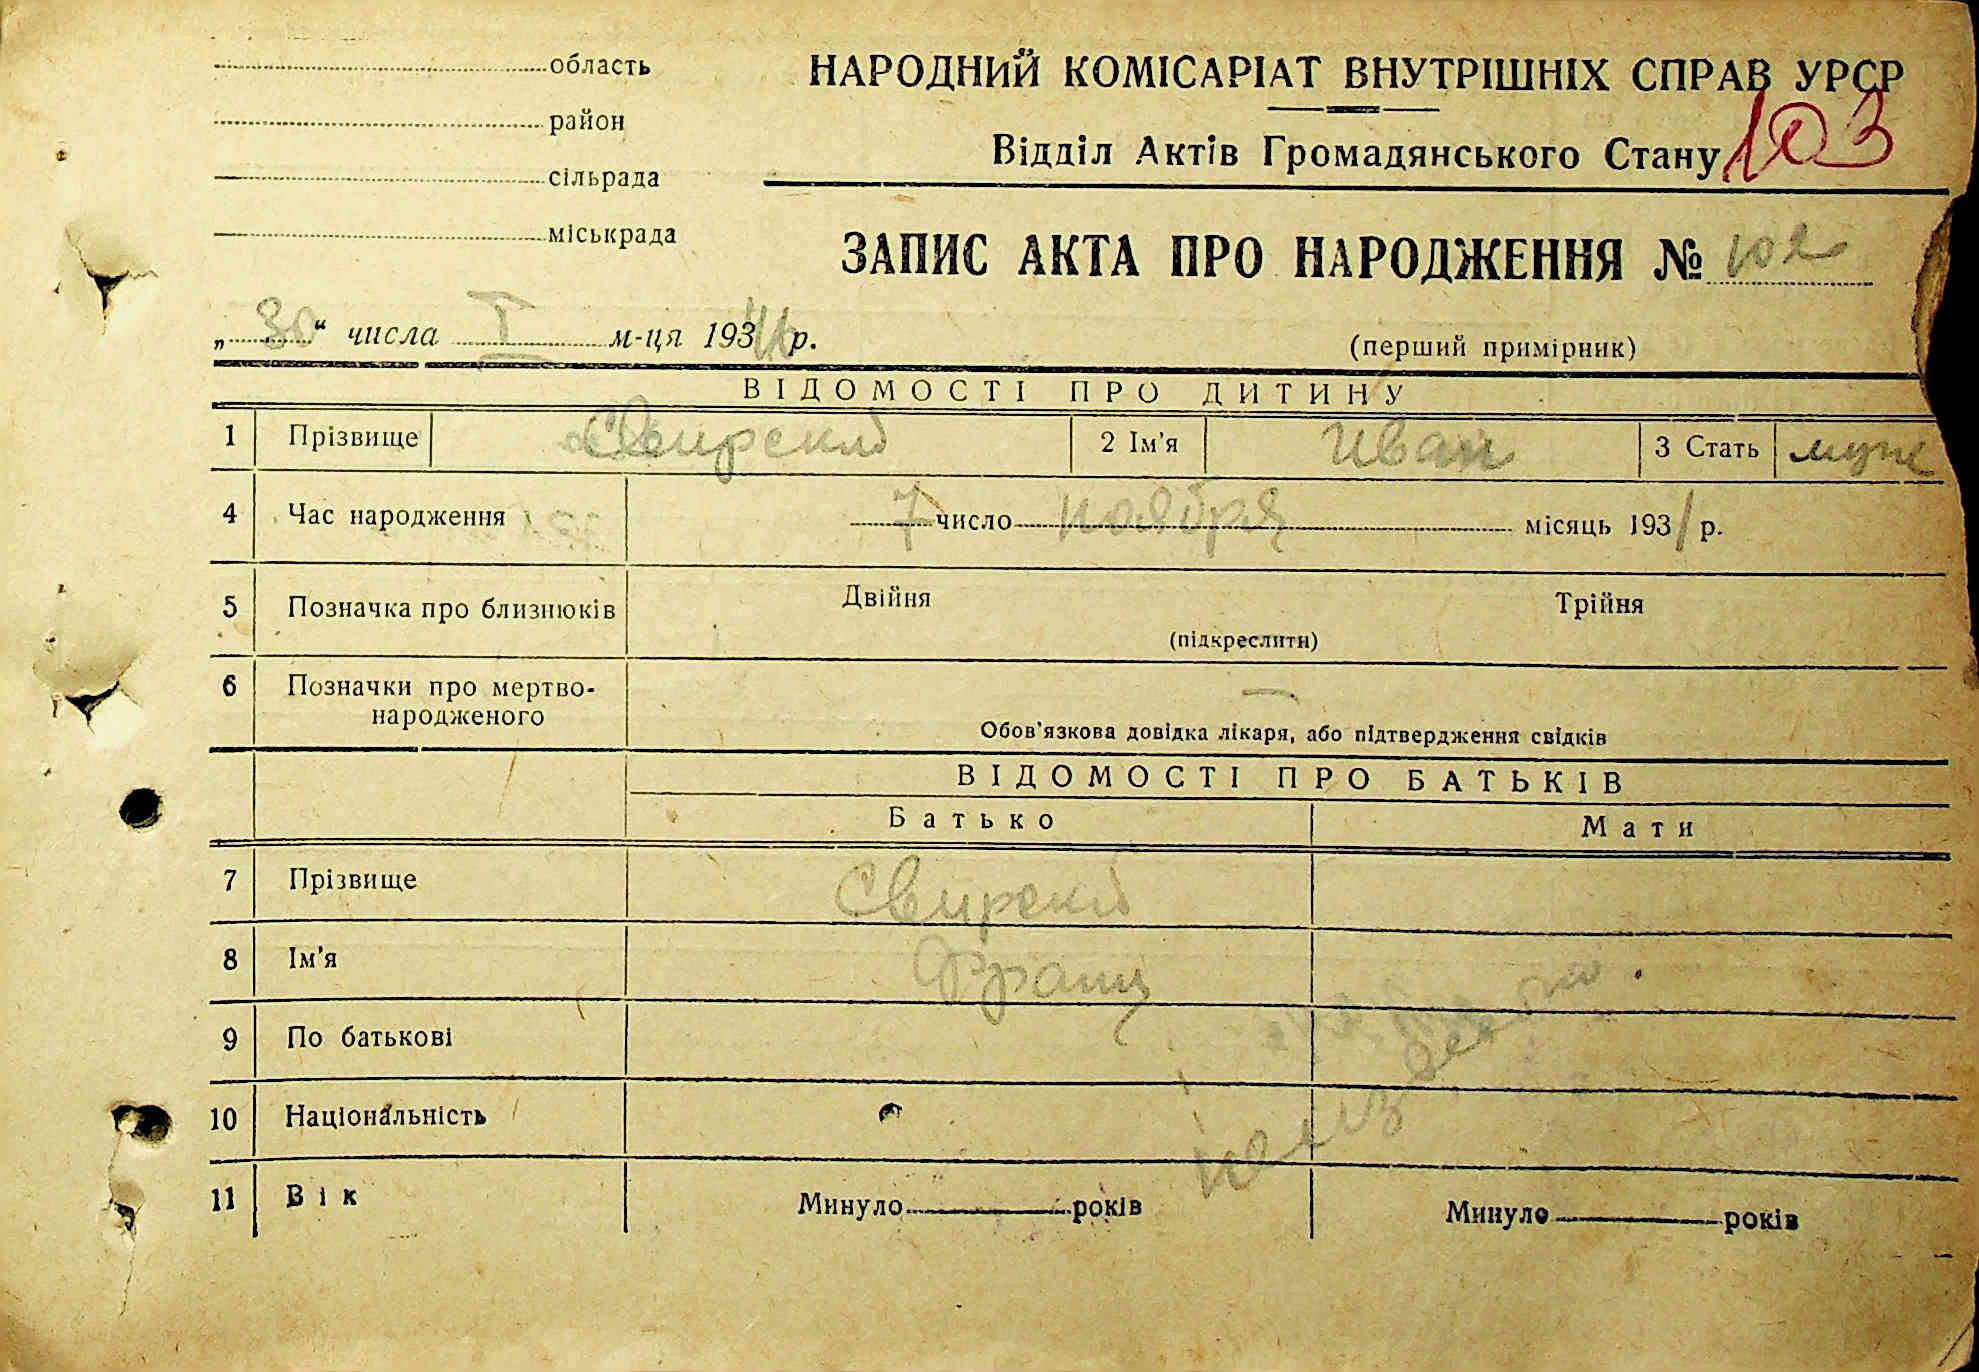 область
район
сільрада
міськрада
НАРОДНИЙ КОМІСАРІАТ ВНУТРІШНІХ СПРАВ УРСР
Відділ Актів Громадянського Стану 103
ЗАПИС АКТА ПРО НАРОДЖЕННЯ № 102
„30“ числа I м-ця 1934 р.
(перший примірник)
ВІДОМОСТІ ПРО ДИТИНУ
1 Прізвище Свирский 2 Ім'я Иван 3 Стать муж
4 Час народження 7 число ноября місяць 1931 р.
5 Позначка про близнюків Двійня Трійня
(підкреслити)
6 Позначки про мертво-
народженого —
Обов'язкова довідка лікаря, або підтвердження свідків
ВІДОМОСТІ ПРО БАТЬКІВ
Батько Мати
7 Прізвище Свирский
8 Ім'я Франц
9 По батькові
неизвестно
10 Національність
11 Вік Минуло років Минуло років